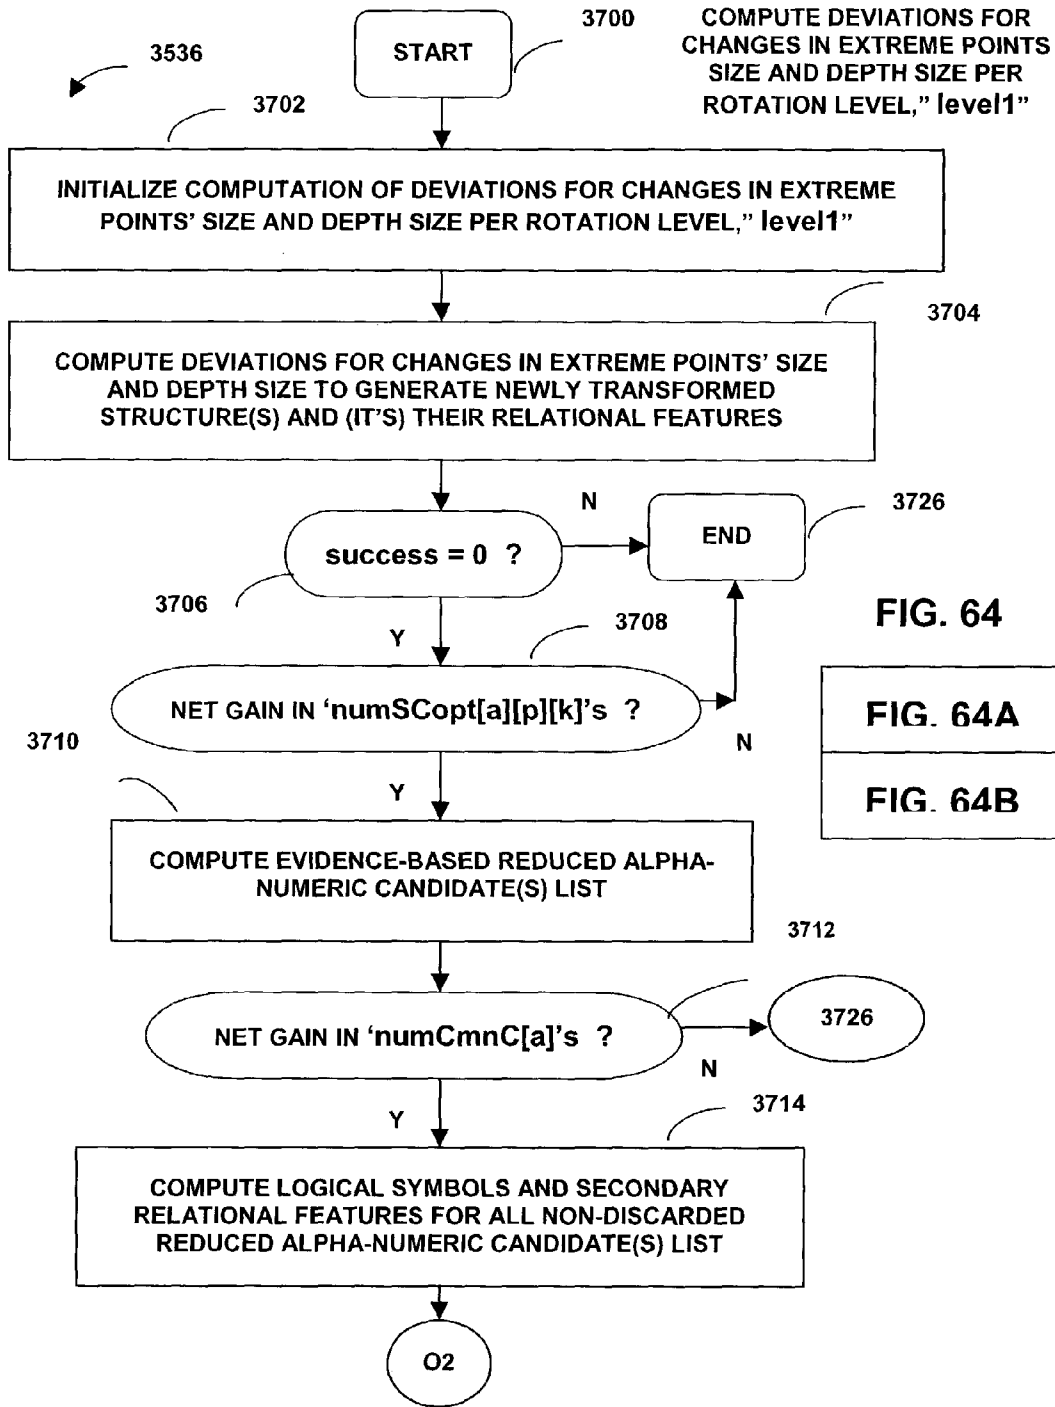 3700
COMPUTE DEVIATIONS FOR
CHANGES IN EXTREME POINTS
SIZE AND DEPTH SIZE PER
ROTATION LEVEL," level1"
START
3536
3702
INITIALIZE COMPUTATION OF DEVIATIONS FOR CHANGES IN EXTREME
POINTS' SIZE AND DEPTH SIZE PER ROTATION LEVEL," level1"
3704
COMPUTE DEVIATIONS FOR CHANGES IN EXTREME POINTS' SIZE
AND DEPTH SIZE TO GENERATE NEWLY TRANSFORMED
STRUCTURE(S) AND (IT'S) THEIR RELATIONAL FEATURES
N
3726
END
success = 0 ?
3706
3708
FIG. 64
Y
NET GAIN IN 'numSCopt[a][p][k]'s ?
N
FIG. 64A
FIG. 64B
3710
Y
COMPUTE EVIDENCE-BASED REDUCED ALPHA-
NUMERIC CANDIDATE(S) LIST
3712
3726
NET GAIN IN 'numCmnC[a]'s ?
N
3714
Y
COMPUTE LOGICAL SYMBOLS AND SECONDARY
RELATIONAL FEATURES FOR ALL NON-DISCARDED
REDUCED ALPHA-NUMERIC CANDIDATE(S) LIST
O2